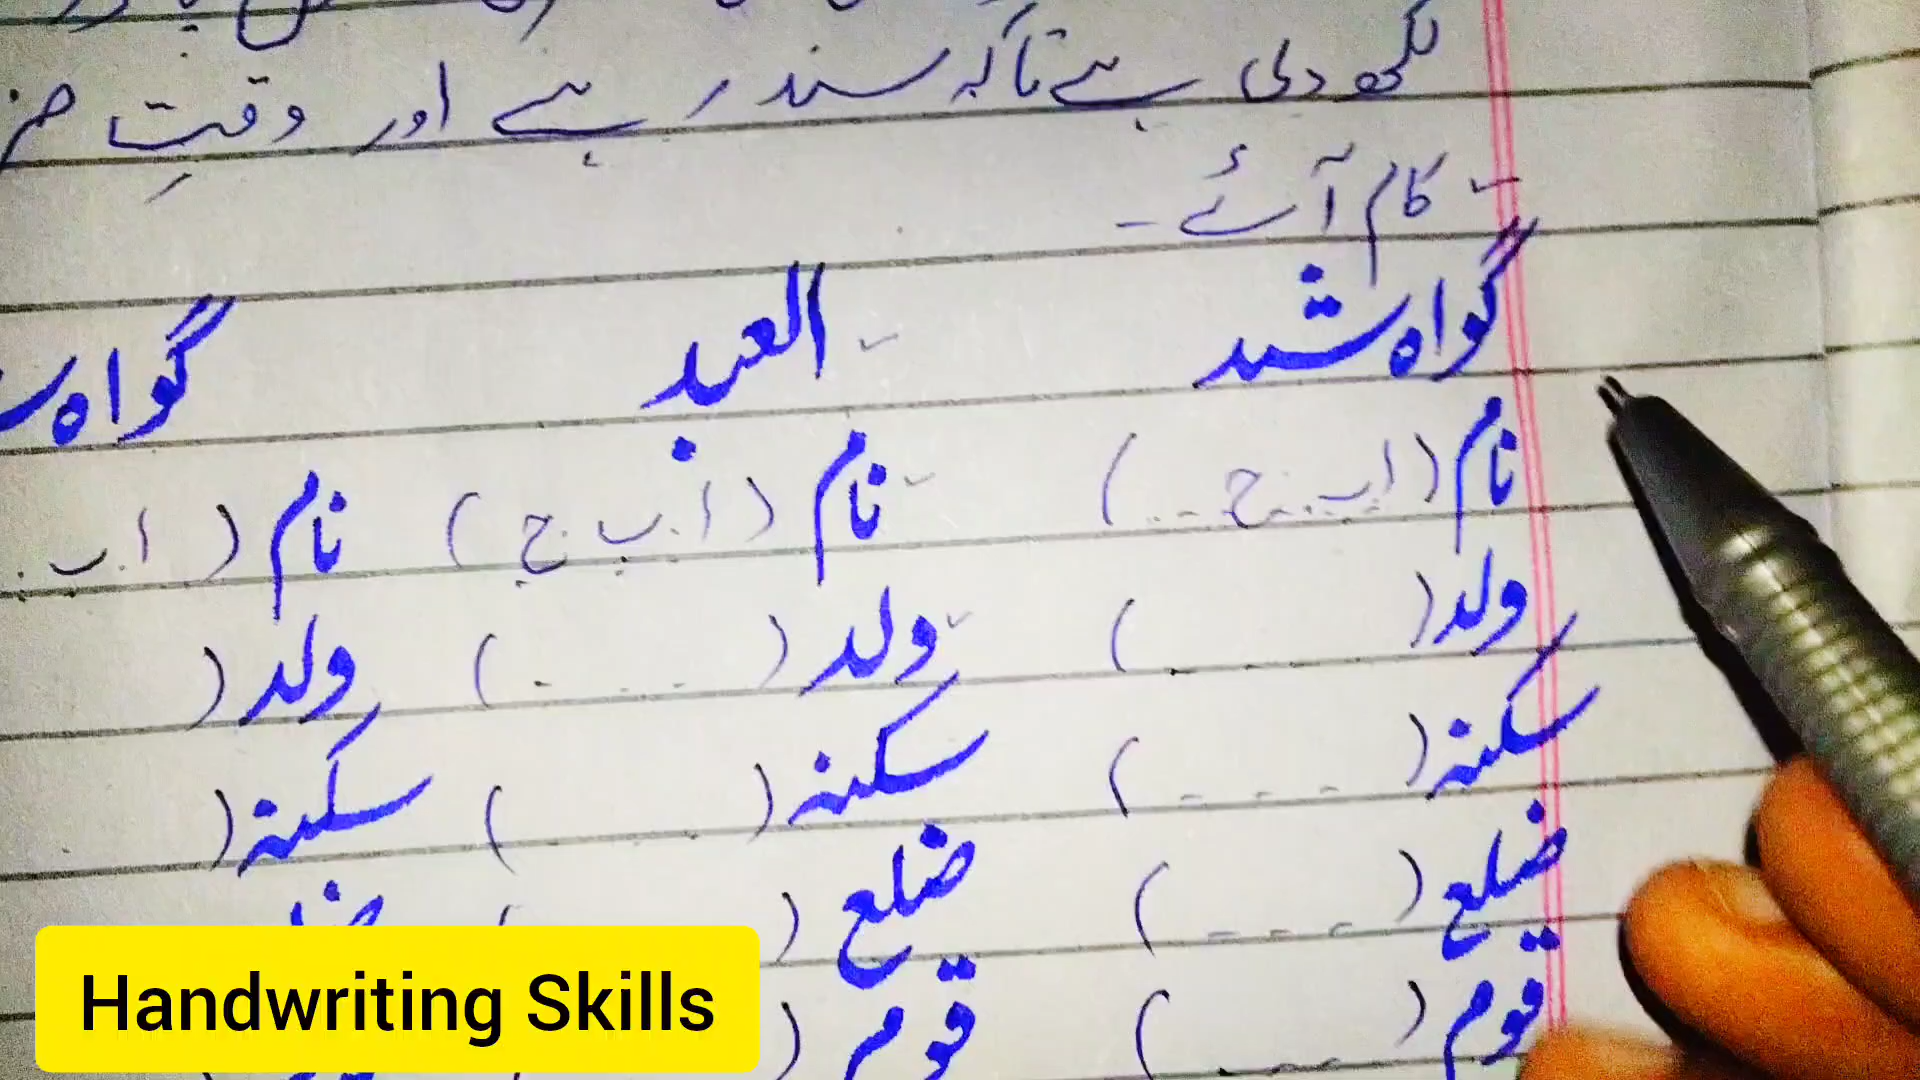 لکھ دی ہے تاکہ سند رہے اور وقتِ
کام آئے۔
گواہ شد العبد گواہ
نام (ا۔ب۔ج۔۔) نام (ا۔ب۔ج) نام (ا۔ب
ولد ( ۔۔۔ ) ولد ( ۔۔۔ ) ولد (
سکنہ ( ۔۔۔ ) سکنہ ( ۔۔۔ ) سکنہ (
ضلع ( ۔۔۔ ) ضلع (
قوم ( ۔۔۔ ) قوم (
Handwriting Skills